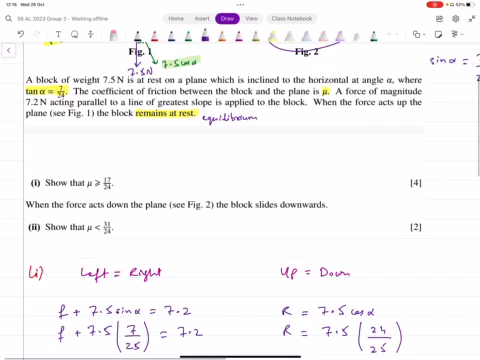 12:16 26 Oct
S5 AL 2023 Group 3 - Working offline
View Insert Draw View Class Notebook
Fig. 1
Fig. 2
7.5N
7.5 cosα
sin α =
A block of weight 7.5 N is at rest on a plane which is inclined to the horizontal at angle α, where
tan α = 7/24. The coefficient of friction between the block and the plane is μ. A force of magnitude
7.2 N acting parallel to a line of greatest slope is applied to the block. When the force acts up the
plane (see Fig. 1) the block remains at rest.
equilibrium
(i) Show that μ ⩾ 17/24. [4]
When the force acts down the plane (see Fig. 2) the block slides downwards.
(ii) Show that μ < 31/24. [2]
(i) Left = Right Up = Down
f + 7.5 sin α = 7.2 R = 7.5 cos α
f + 7.5 (7/25) = 7.2 R = 7.5 (24/25)